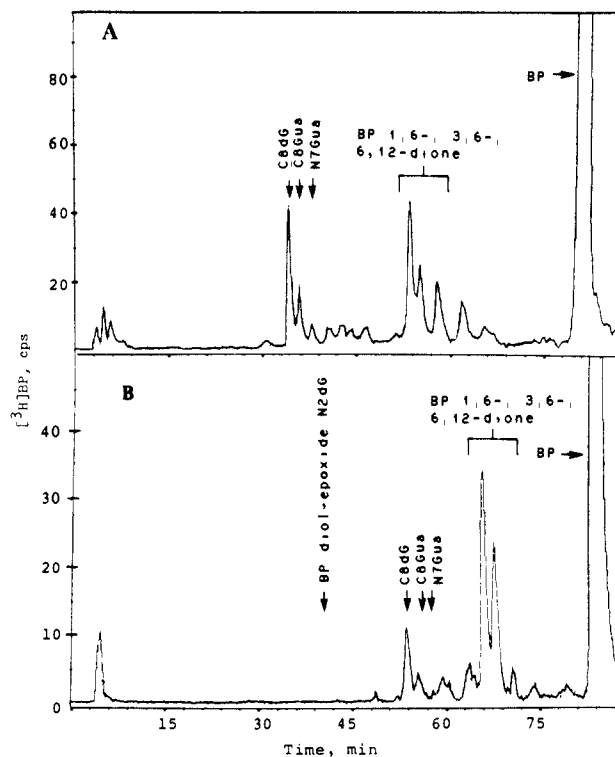 A
80
60
40
20
C8dG
C8Gua
N7Gua
BP 1,6-, 3,6-,
6,12-dione
BP
[³H]BP, cps
B
40
30
20
10
0
BP diol-epoxide N2dG
C8dG
C8Gua
N7Gua
BP 1,6-, 3,6-,
6,12-dione
BP
15 30 45 60 75
Time, min